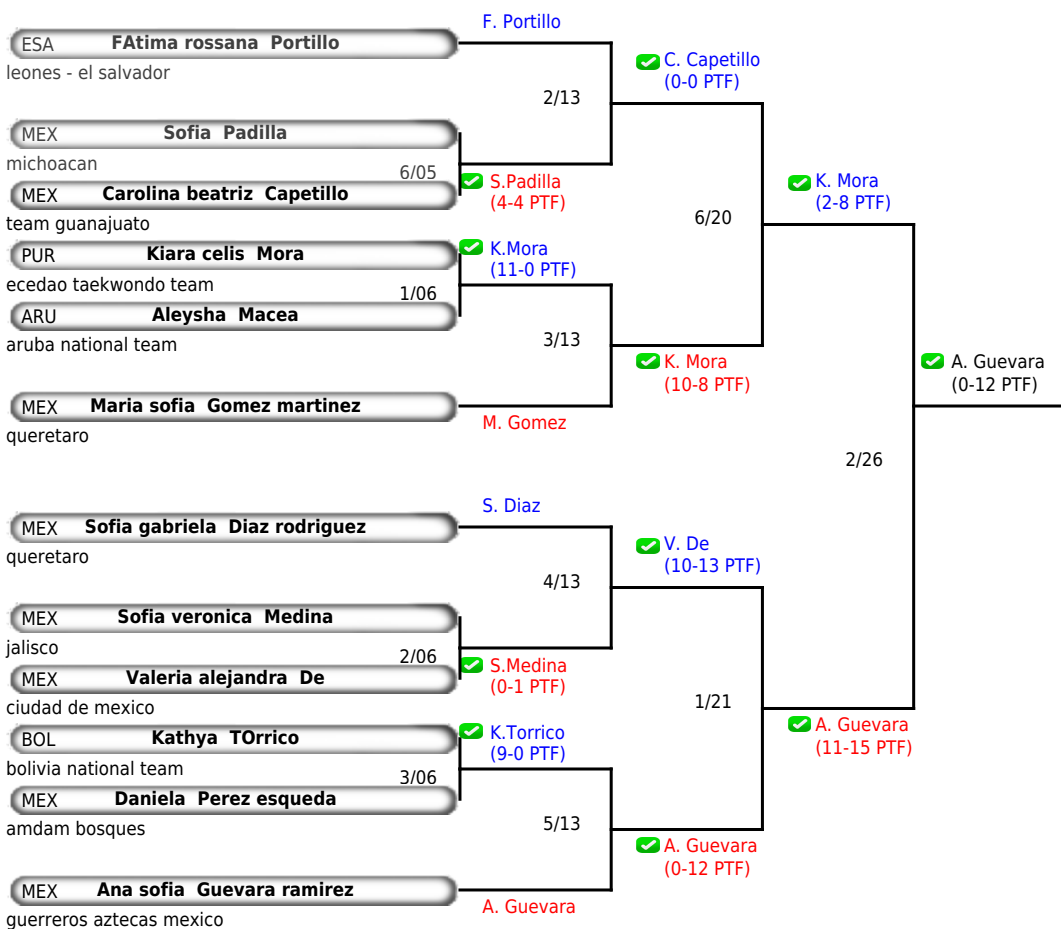 F. Portillo
ESA FAtima rossana Portillo
leones - el salvador
C. Capetillo
(0-0 PTF)
2/13
MEX Sofia Padilla
michoacan
6/05
S.Padilla
(4-4 PTF)
MEX Carolina beatriz Capetillo
team guanajuato
K. Mora
(2-8 PTF)
6/20
PUR Kiara celis Mora
ecedao taekwondo team
K.Mora
(11-0 PTF)
1/06
ARU Aleysha Macea
aruba national team
3/13
K. Mora
(10-8 PTF)
A. Guevara
(0-12 PTF)
MEX Maria sofia Gomez martinez
queretaro
M. Gomez
2/26
S. Diaz
MEX Sofia gabriela Diaz rodriguez
queretaro
V. De
(10-13 PTF)
4/13
MEX Sofia veronica Medina
jalisco
2/06
S.Medina
(0-1 PTF)
MEX Valeria alejandra De
ciudad de mexico
1/21
A. Guevara
(11-15 PTF)
BOL Kathya TOrrico
bolivia national team
K.Torrico
(9-0 PTF)
3/06
MEX Daniela Perez esqueda
amdam bosques
5/13
A. Guevara
(0-12 PTF)
MEX Ana sofia Guevara ramirez
guerreros aztecas mexico
A. Guevara